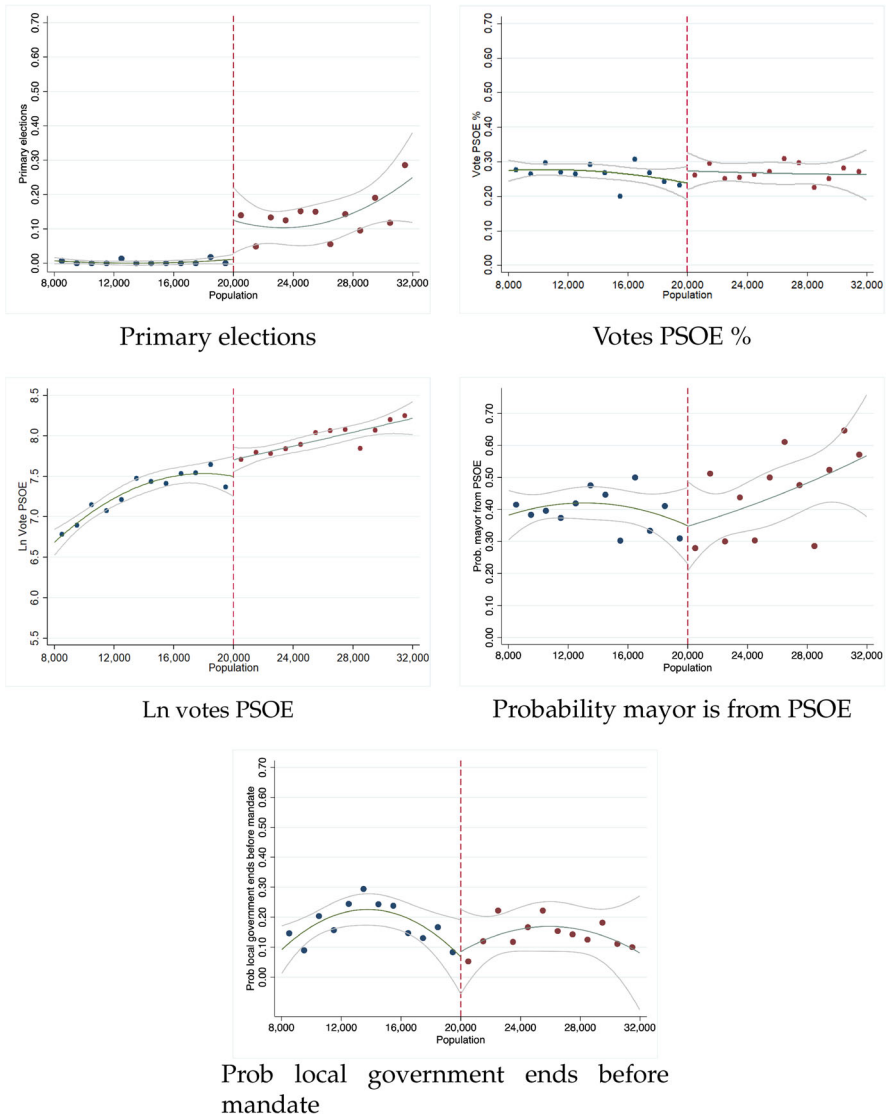 Primary elections
0.70
0.60
0.50
0.40
0.30
0.20
0.10
0.00
8,000 12,000 16,000 20,000 24,000 28,000 32,000
Population
Primary elections
Vote PSOE %
0.70
0.60
0.50
0.40
0.30
0.20
0.10
0.00
8,000 12,000 16,000 20,000 24,000 28,000 32,000
Population
Votes PSOE %
Ln Vote PSOE
8.5
8.0
7.5
7.0
6.5
6.0
5.5
8,000 12,000 16,000 20,000 24,000 28,000 32,000
Population
Ln votes PSOE
Prob. mayor from PSOE
0.70
0.60
0.50
0.40
0.30
0.20
0.10
0.00
8,000 12,000 16,000 20,000 24,000 28,000 32,000
Population
Probability mayor is from PSOE
Prob local government ends before mandate
0.70
0.60
0.50
0.40
0.30
0.20
0.10
0.00
8,000 12,000 16,000 20,000 24,000 28,000 32,000
Population
Prob local government ends before
mandate